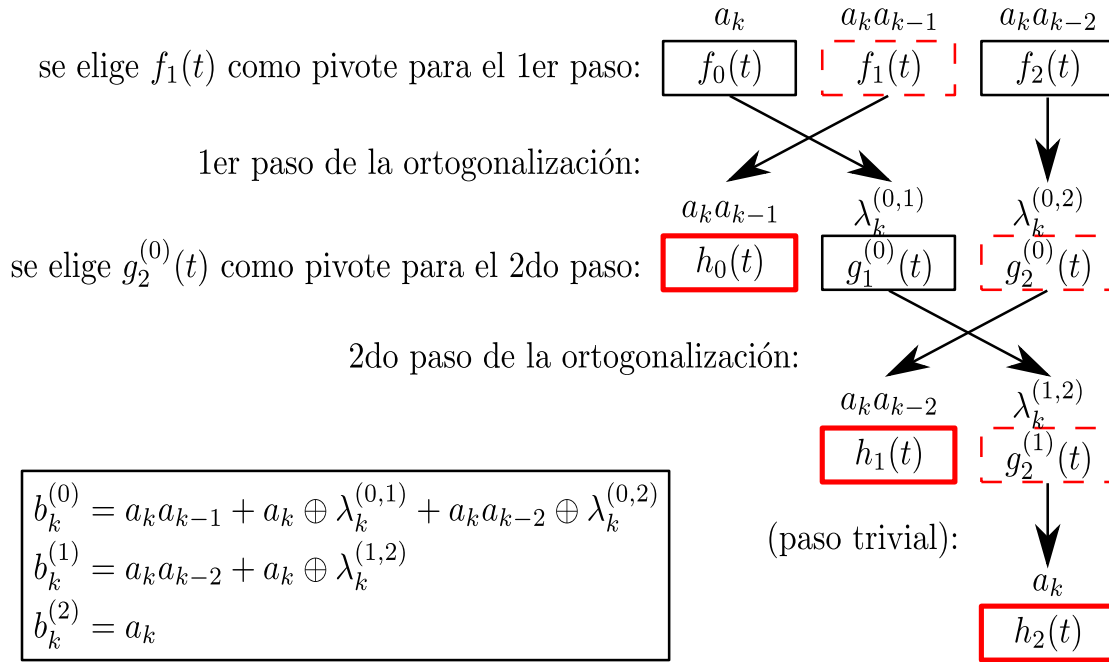 a_k a_k a_{k-1} a_k a_{k-2}
se elige f_1(t) como pivote para el 1er paso: f_0(t) f_1(t) f_2(t)
1er paso de la ortogonalización:
a_k a_{k-1} λ_k^{(0,1)} λ_k^{(0,2)}
se elige g_2^{(0)}(t) como pivote para el 2do paso: h_0(t) g_1^{(0)}(t) g_2^{(0)}(t)
2do paso de la ortogonalización:
a_k a_{k-2} λ_k^{(1,2)}
h_1(t) g_2^{(1)}(t)
b_k^{(0)} = a_k a_{k-1} + a_k ⊕ λ_k^{(0,1)} + a_k a_{k-2} ⊕ λ_k^{(0,2)}
b_k^{(1)} = a_k a_{k-2} + a_k ⊕ λ_k^{(1,2)}
b_k^{(2)} = a_k
(paso trivial):
a_k
h_2(t)